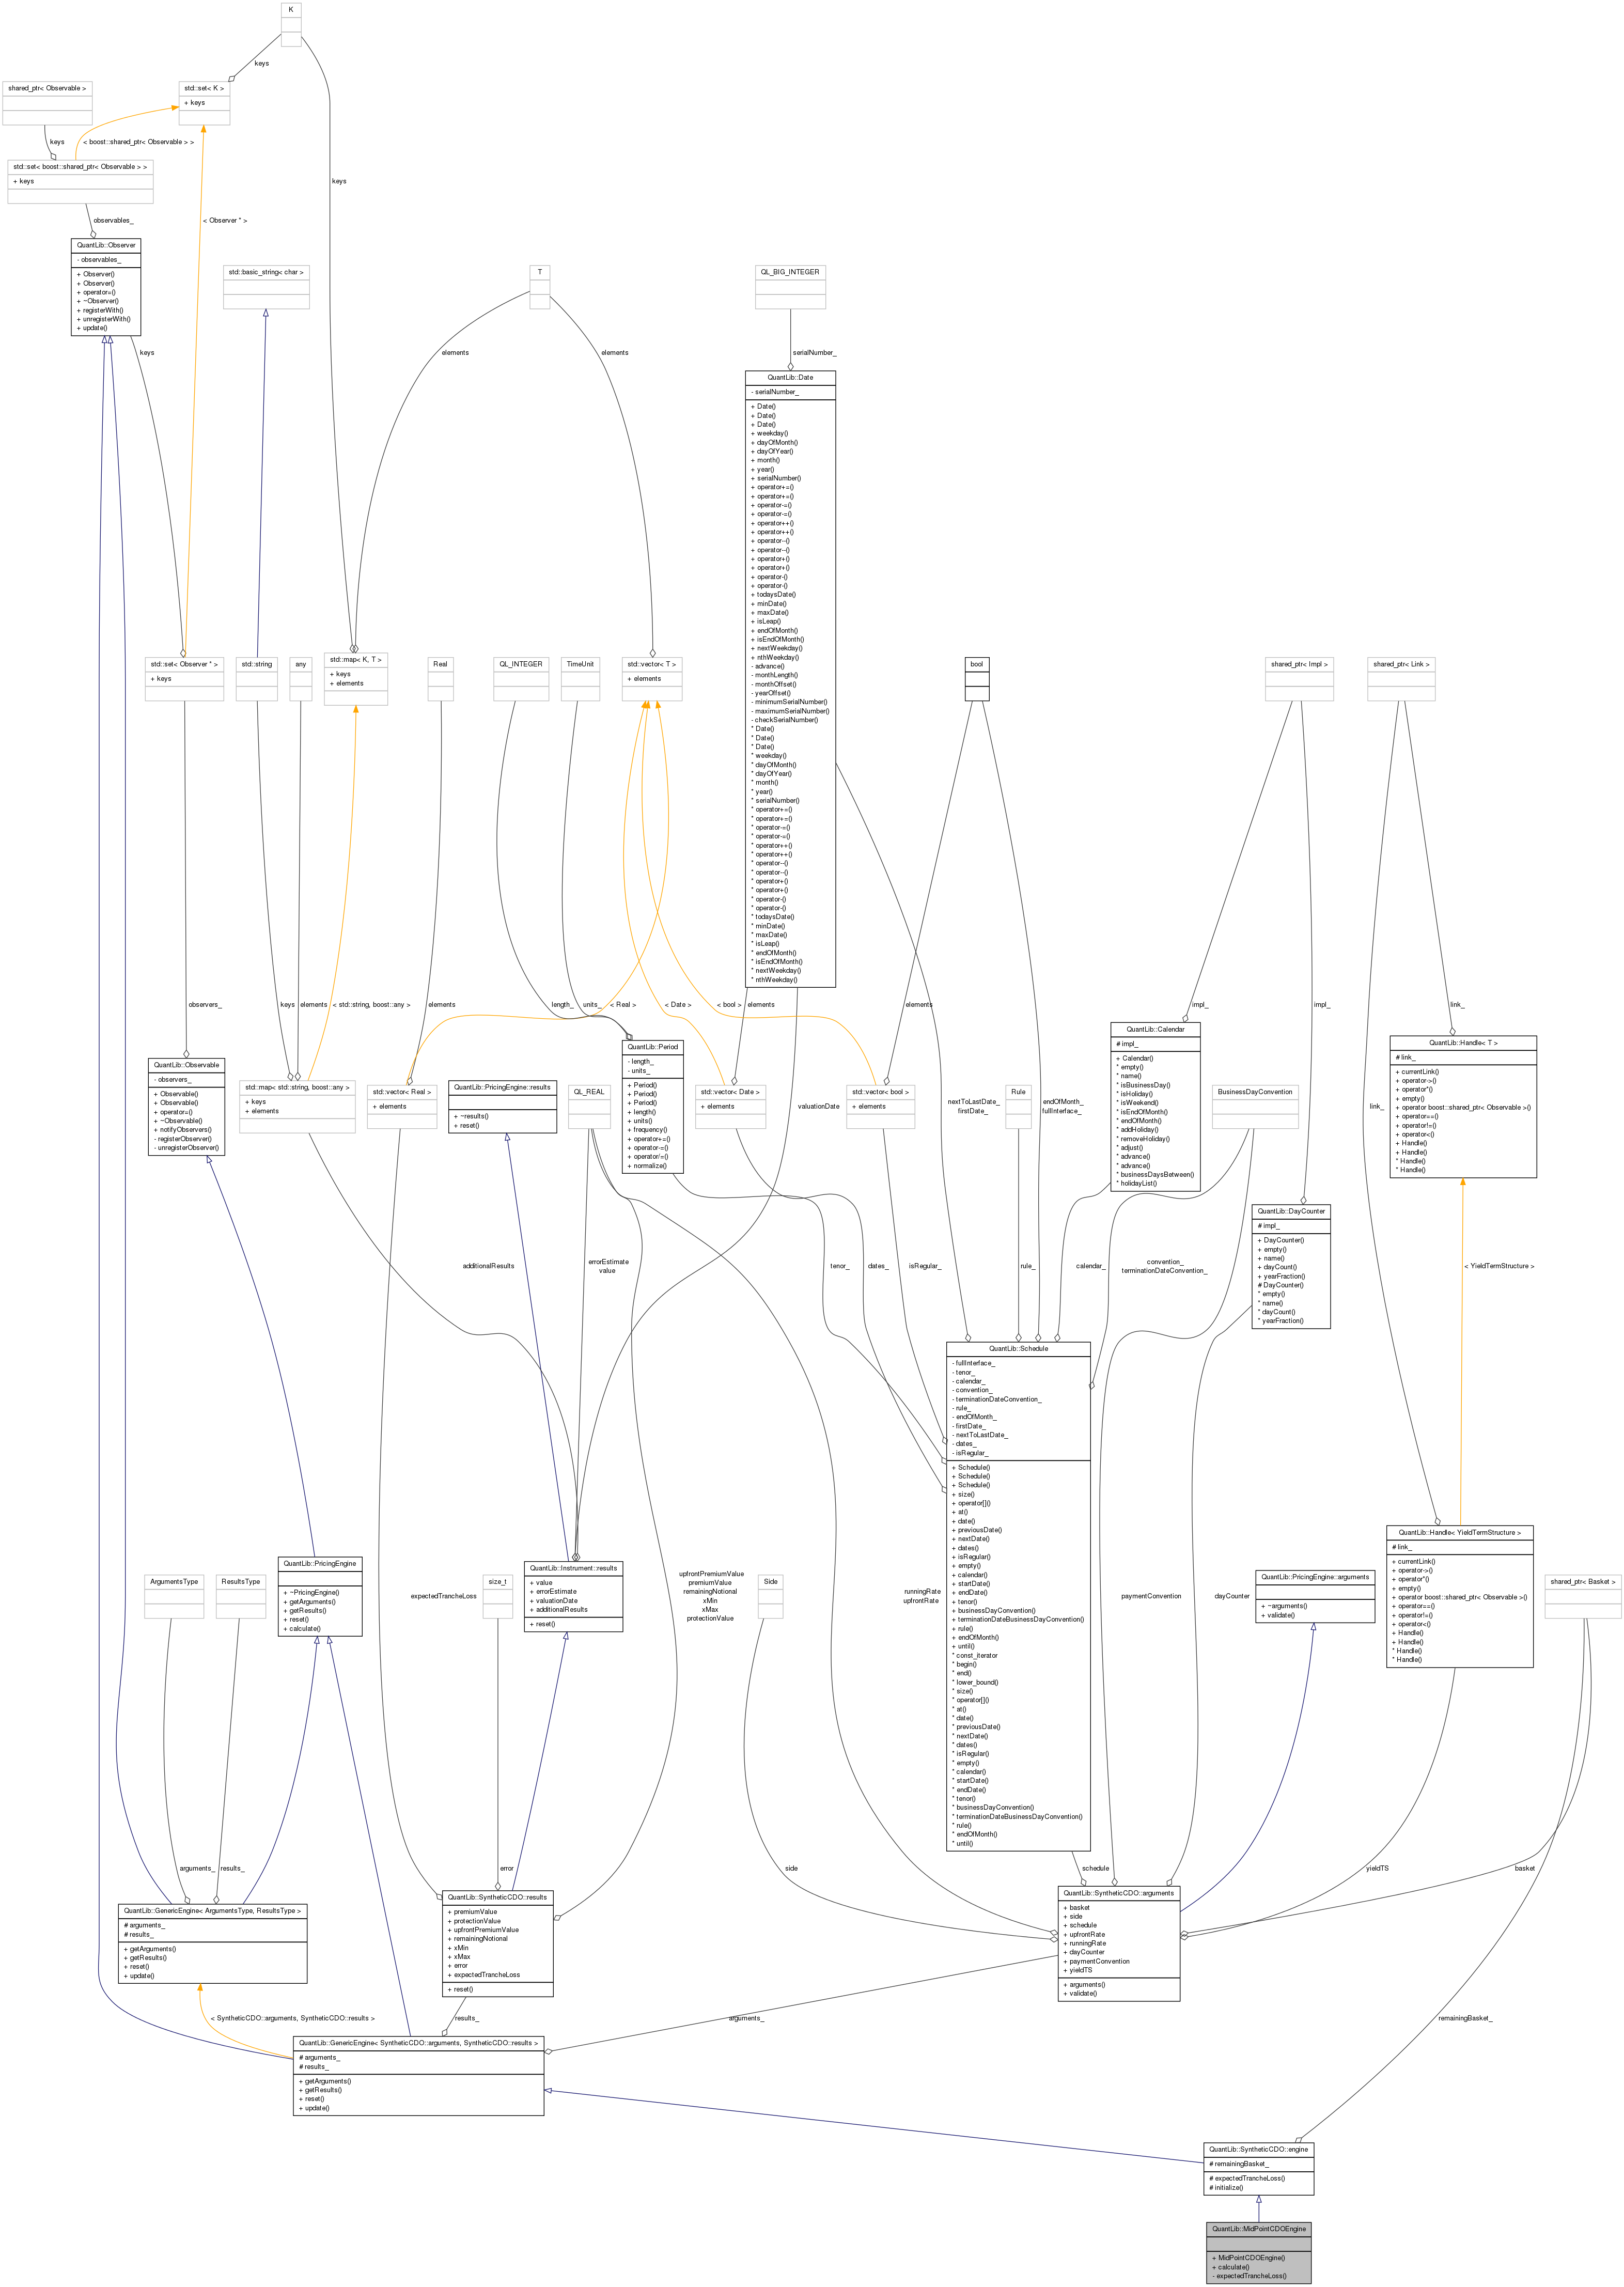 K
keys
shared_ptr< Observable >
std::set< K >
+ keys
keys
< boost::shared_ptr< Observable > >
keys
std::set< boost::shared_ptr< Observable > >
+ keys
observables_
< Observer * >
QuantLib::Observer
- observables_
+ Observer()
+ Observer()
+ operator=()
+ ~Observer()
+ registerWith()
+ unregisterWith()
+ update()
std::basic_string< char >
T
QL_BIG_INTEGER
keys
elements
elements
serialNumber_
QuantLib::Date
- serialNumber_
+ Date()
+ Date()
+ Date()
+ weekday()
+ dayOfMonth()
+ dayOfYear()
+ month()
+ year()
+ serialNumber()
+ operator+=()
+ operator+=()
+ operator-=()
+ operator-=()
+ operator++()
+ operator++()
+ operator--()
+ operator--()
+ operator+()
+ operator+()
+ operator-()
+ operator-()
+ todaysDate()
+ minDate()
+ maxDate()
+ isLeap()
+ endOfMonth()
+ isEndOfMonth()
+ nextWeekday()
+ nthWeekday()
- advance()
- monthLength()
- monthOffset()
- yearOffset()
- minimumSerialNumber()
- maximumSerialNumber()
- checkSerialNumber()
* Date()
* Date()
* Date()
* weekday()
* dayOfMonth()
* dayOfYear()
* month()
* year()
* serialNumber()
* operator+=()
* operator+=()
* operator-=()
* operator-=()
* operator++()
* operator++()
* operator--()
* operator--()
* operator+()
* operator+()
* operator-()
* operator-()
* todaysDate()
* minDate()
* maxDate()
* isLeap()
* endOfMonth()
* isEndOfMonth()
* nextWeekday()
* nthWeekday()
std::set< Observer * >
+ keys
std::string
any
std::map< K, T >
+ keys
+ elements
Real
QL_INTEGER
TimeUnit
std::vector< T >
+ elements
bool
shared_ptr< Impl >
shared_ptr< Link >
observers_
keys
elements
< std::string, boost::any >
elements
length_
units_
< Real >
< Date >
< bool >
elements
elements
impl_
impl_
link_
QuantLib::Observable
- observers_
+ Observable()
+ Observable()
+ operator=()
+ ~Observable()
+ notifyObservers()
- registerObserver()
- unregisterObserver()
std::map< std::string, boost::any >
+ keys
+ elements
std::vector< Real >
+ elements
QuantLib::PricingEngine::results
+ ~results()
+ reset()
QL_REAL
QuantLib::Period
- length_
- units_
+ Period()
+ Period()
+ Period()
+ length()
+ units()
+ frequency()
+ operator+=()
+ operator-=()
+ operator/=()
+ normalize()
std::vector< Date >
+ elements
valuationDate
std::vector< bool >
+ elements
nextToLastDate_
firstDate_
Rule
endOfMonth_
fullInterface_
QuantLib::Calendar
# impl_
+ Calendar()
* empty()
* name()
* isBusinessDay()
* isHoliday()
* isWeekend()
* isEndOfMonth()
* endOfMonth()
* addHoliday()
* removeHoliday()
* adjust()
* advance()
* advance()
* businessDaysBetween()
* holidayList()
BusinessDayConvention
link_
QuantLib::Handle< T >
# link_
+ currentLink()
+ operator->()
+ operator*()
+ empty()
+ operator boost::shared_ptr< Observable >()
+ operator==()
+ operator!=()
+ operator<()
+ Handle()
+ Handle()
* Handle()
* Handle()
QuantLib::DayCounter
# impl_
+ DayCounter()
+ empty()
+ name()
+ dayCount()
+ yearFraction()
# DayCounter()
* empty()
* name()
* dayCount()
* yearFraction()
additionalResults
errorEstimate
value
tenor_
dates_
isRegular_
rule_
calendar_
convention_
terminationDateConvention_
< YieldTermStructure >
QuantLib::Schedule
- fullInterface_
- tenor_
- calendar_
- convention_
- terminationDateConvention_
- rule_
- endOfMonth_
- firstDate_
- nextToLastDate_
- dates_
- isRegular_
+ Schedule()
+ Schedule()
+ Schedule()
+ size()
+ operator[]()
+ at()
+ date()
+ previousDate()
+ nextDate()
+ dates()
+ isRegular()
+ empty()
+ calendar()
+ startDate()
+ endDate()
+ tenor()
+ businessDayConvention()
+ terminationDateBusinessDayConvention()
+ rule()
+ endOfMonth()
+ until()
* const_iterator
* begin()
* end()
* lower_bound()
* size()
* operator[]()
* at()
* date()
* previousDate()
* nextDate()
* dates()
* isRegular()
* empty()
* calendar()
* startDate()
* endDate()
* tenor()
* businessDayConvention()
* terminationDateBusinessDayConvention()
* rule()
* endOfMonth()
* until()
ArgumentsType
ResultsType
QuantLib::PricingEngine
+ ~PricingEngine()
+ getArguments()
+ getResults()
+ reset()
+ calculate()
expectedTrancheLoss
size_t
QuantLib::Instrument::results
+ value
+ errorEstimate
+ valuationDate
+ additionalResults
+ reset()
upfrontPremiumValue
premiumValue
remainingNotional
xMin
xMax
protectionValue
Side
runningRate
upfrontRate
paymentConvention
dayCounter
QuantLib::PricingEngine::arguments
+ ~arguments()
+ validate()
QuantLib::Handle< YieldTermStructure >
# link_
+ currentLink()
+ operator->()
+ operator*()
+ empty()
+ operator boost::shared_ptr< Observable >()
+ operator==()
+ operator!=()
+ operator<()
+ Handle()
+ Handle()
* Handle()
* Handle()
shared_ptr< Basket >
arguments_
results_
error
side
schedule
yieldTS
basket
QuantLib::GenericEngine< ArgumentsType, ResultsType >
# arguments_
# results_
+ getArguments()
+ getResults()
+ reset()
+ update()
QuantLib::SyntheticCDO::results
+ premiumValue
+ protectionValue
+ upfrontPremiumValue
+ remainingNotional
+ xMin
+ xMax
+ error
+ expectedTrancheLoss
+ reset()
QuantLib::SyntheticCDO::arguments
+ basket
+ side
+ schedule
+ upfrontRate
+ runningRate
+ dayCounter
+ paymentConvention
+ yieldTS
+ arguments()
+ validate()
< SyntheticCDO::arguments, SyntheticCDO::results >
results_
arguments_
remainingBasket_
QuantLib::GenericEngine< SyntheticCDO::arguments, SyntheticCDO::results >
# arguments_
# results_
+ getArguments()
+ getResults()
+ reset()
+ update()
QuantLib::SyntheticCDO::engine
# remainingBasket_
# expectedTrancheLoss()
# initialize()
QuantLib::MidPointCDOEngine
+ MidPointCDOEngine()
+ calculate()
- expectedTrancheLoss()